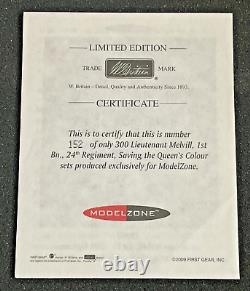 LIMITED EDITION
TRADE W. Britain MARK
W. Britain - Detail, Quality and Authenticity Since 1893.
CERTIFICATE
This is to certify that this is number
152 of only 300 Lieutenant Melvill, 1st
Bn., 24th Regiment, Saving the Queen's Colour
sets produced exclusively for ModelZone.
MODELZONE
©2009 FIRST GEAR, INC.